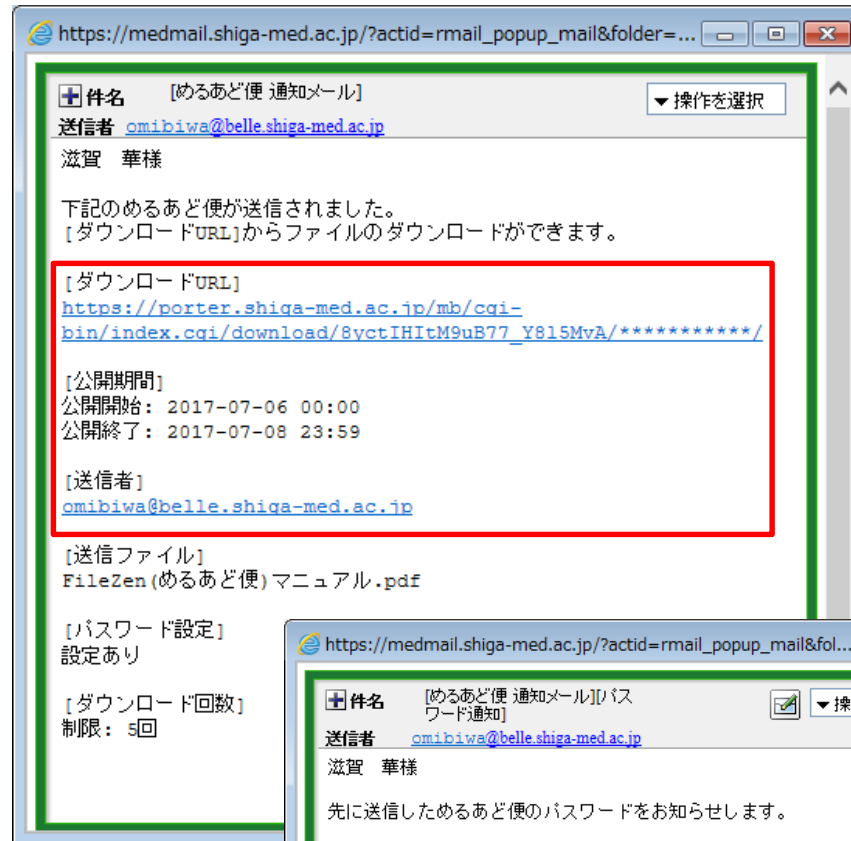 https://medmail.shiga-med.ac.jp/?actid=rmail_popup_mail&folder=...
件名 [めるあど便 通知メール]
▼操作を選択
送信者 omibiwa@belle.shiga-med.ac.jp
滋賀　華様
下記のめるあど便が送信されました。
[ダウンロードURL]からファイルのダウンロードができます。
[ダウンロードURL]
https://porter.shiga-med.ac.jp/mb/cgi-
bin/index.cgi/download/8yctIHItM9uB77_Y8l5MvA/***********/
[公開期間]
公開開始: 2017-07-06 00:00
公開終了: 2017-07-08 23:59
[送信者]
omibiwa@belle.shiga-med.ac.jp
[送信ファイル]
FileZen(めるあど便)マニュアル.pdf
[パスワード設定]
設定あり
[ダウンロード回数]
制限: 5回
https://medmail.shiga-med.ac.jp/?actid=rmail_popup_mail&fol...
件名 [めるあど便 通知メール][パス
ワード通知]
▼操
送信者 omibiwa@belle.shiga-med.ac.jp
滋賀　華様
先に送信しためるあど便のパスワードをお知らせします。